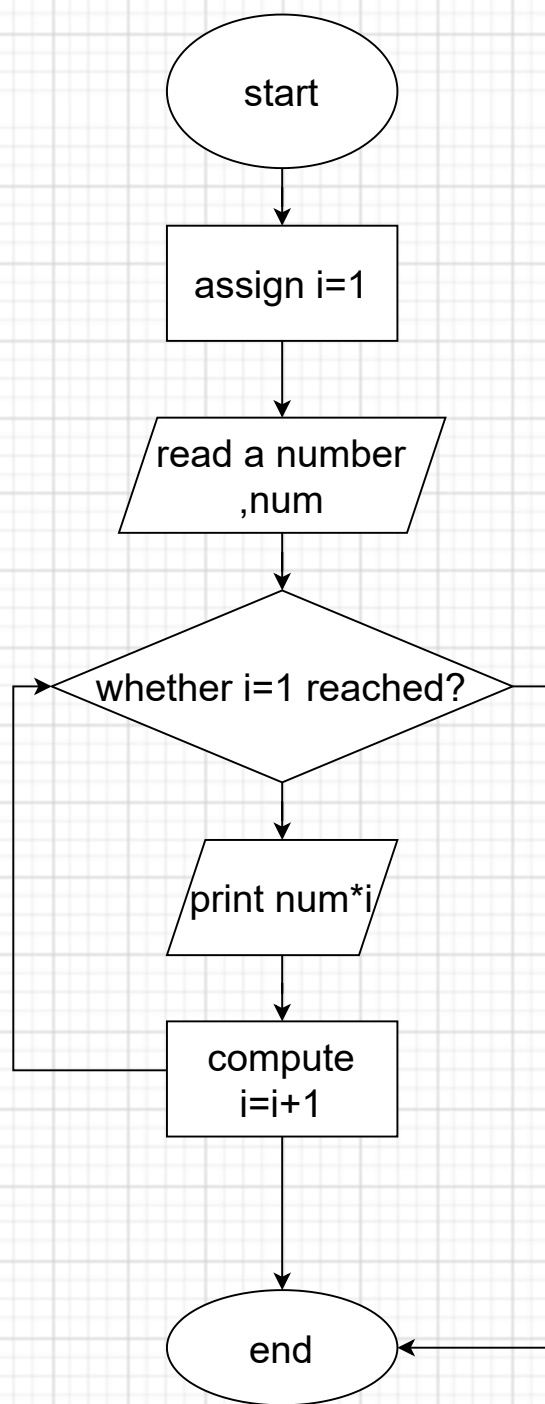 start
assign i=1
read a number
,num
whether i=1 reached?
print num*i
compute
i=i+1
end